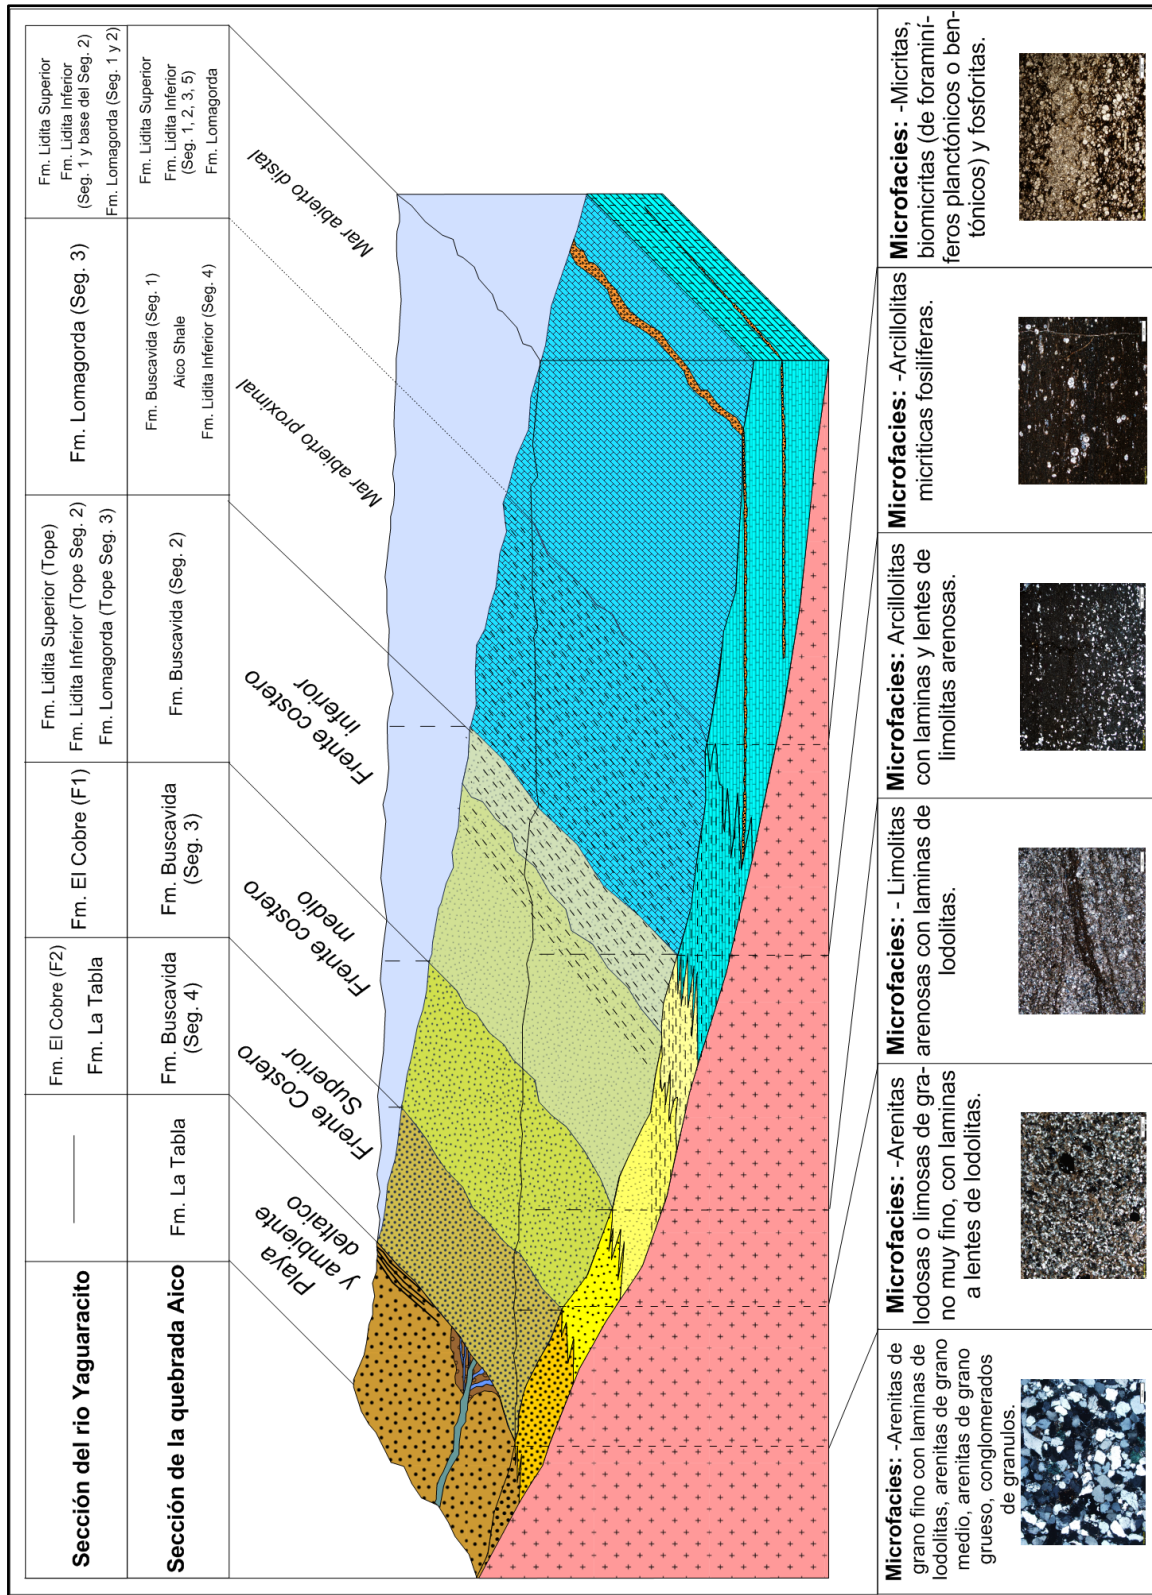 Sección del río Yaguaracito
Fm. El Cobre (F2)
Fm. La Tabla
Fm. El Cobre (F1)
Fm. Lidita Superior (Tope)
Fm. Lidita Inferior (Tope Seg. 2)
Fm. Lomagorda (Tope Seg. 3)
Fm. Lomagorda (Seg. 3)
Fm. Lidita Superior
Fm. Lidita Inferior
(Seg. 1 y base del Seg. 2)
Fm. Lomagorda (Seg. 1 y 2)
Sección de la quebrada Aico
Fm. La Tabla
Fm. Buscavida
(Seg. 4)
Fm. Buscavida
(Seg. 3)
Fm. Buscavida (Seg. 2)
Fm. Buscavida (Seg. 1)
Aico Shale
Fm. Lidita Inferior (Seg. 4)
Fm. Lidita Superior
Fm. Lidita Inferior
(Seg. 1, 2, 3, 5)
Fm. Lomagorda
Playa
y ambiente
deltaico
Frente Costero
Superior
Frente costero
medio
Frente costero
inferior
Mar abierto proximal
Mar abierto distal
Microfacies: -Arenitas de
grano fino con laminas de
lodolitas, arenitas de grano
medio, arenitas de grano
grueso, conglomerados
de granulos.
Microfacies: -Arenitas
lodosas o limosas de gra-
no muy fino, con laminas
a lentes de lodolitas.
Microfacies: - Limolitas
arenosas con laminas de
lodolitas.
Microfacies: Arcillolitas
con laminas y lentes de
limolitas arenosas.
Microfacies: -Arcillolitas
micriticas fosiliferas.
Microfacies: -Micritas,
biomicritas (de foraminí-
feros planctónicos o ben-
tónicos) y fosforitas.